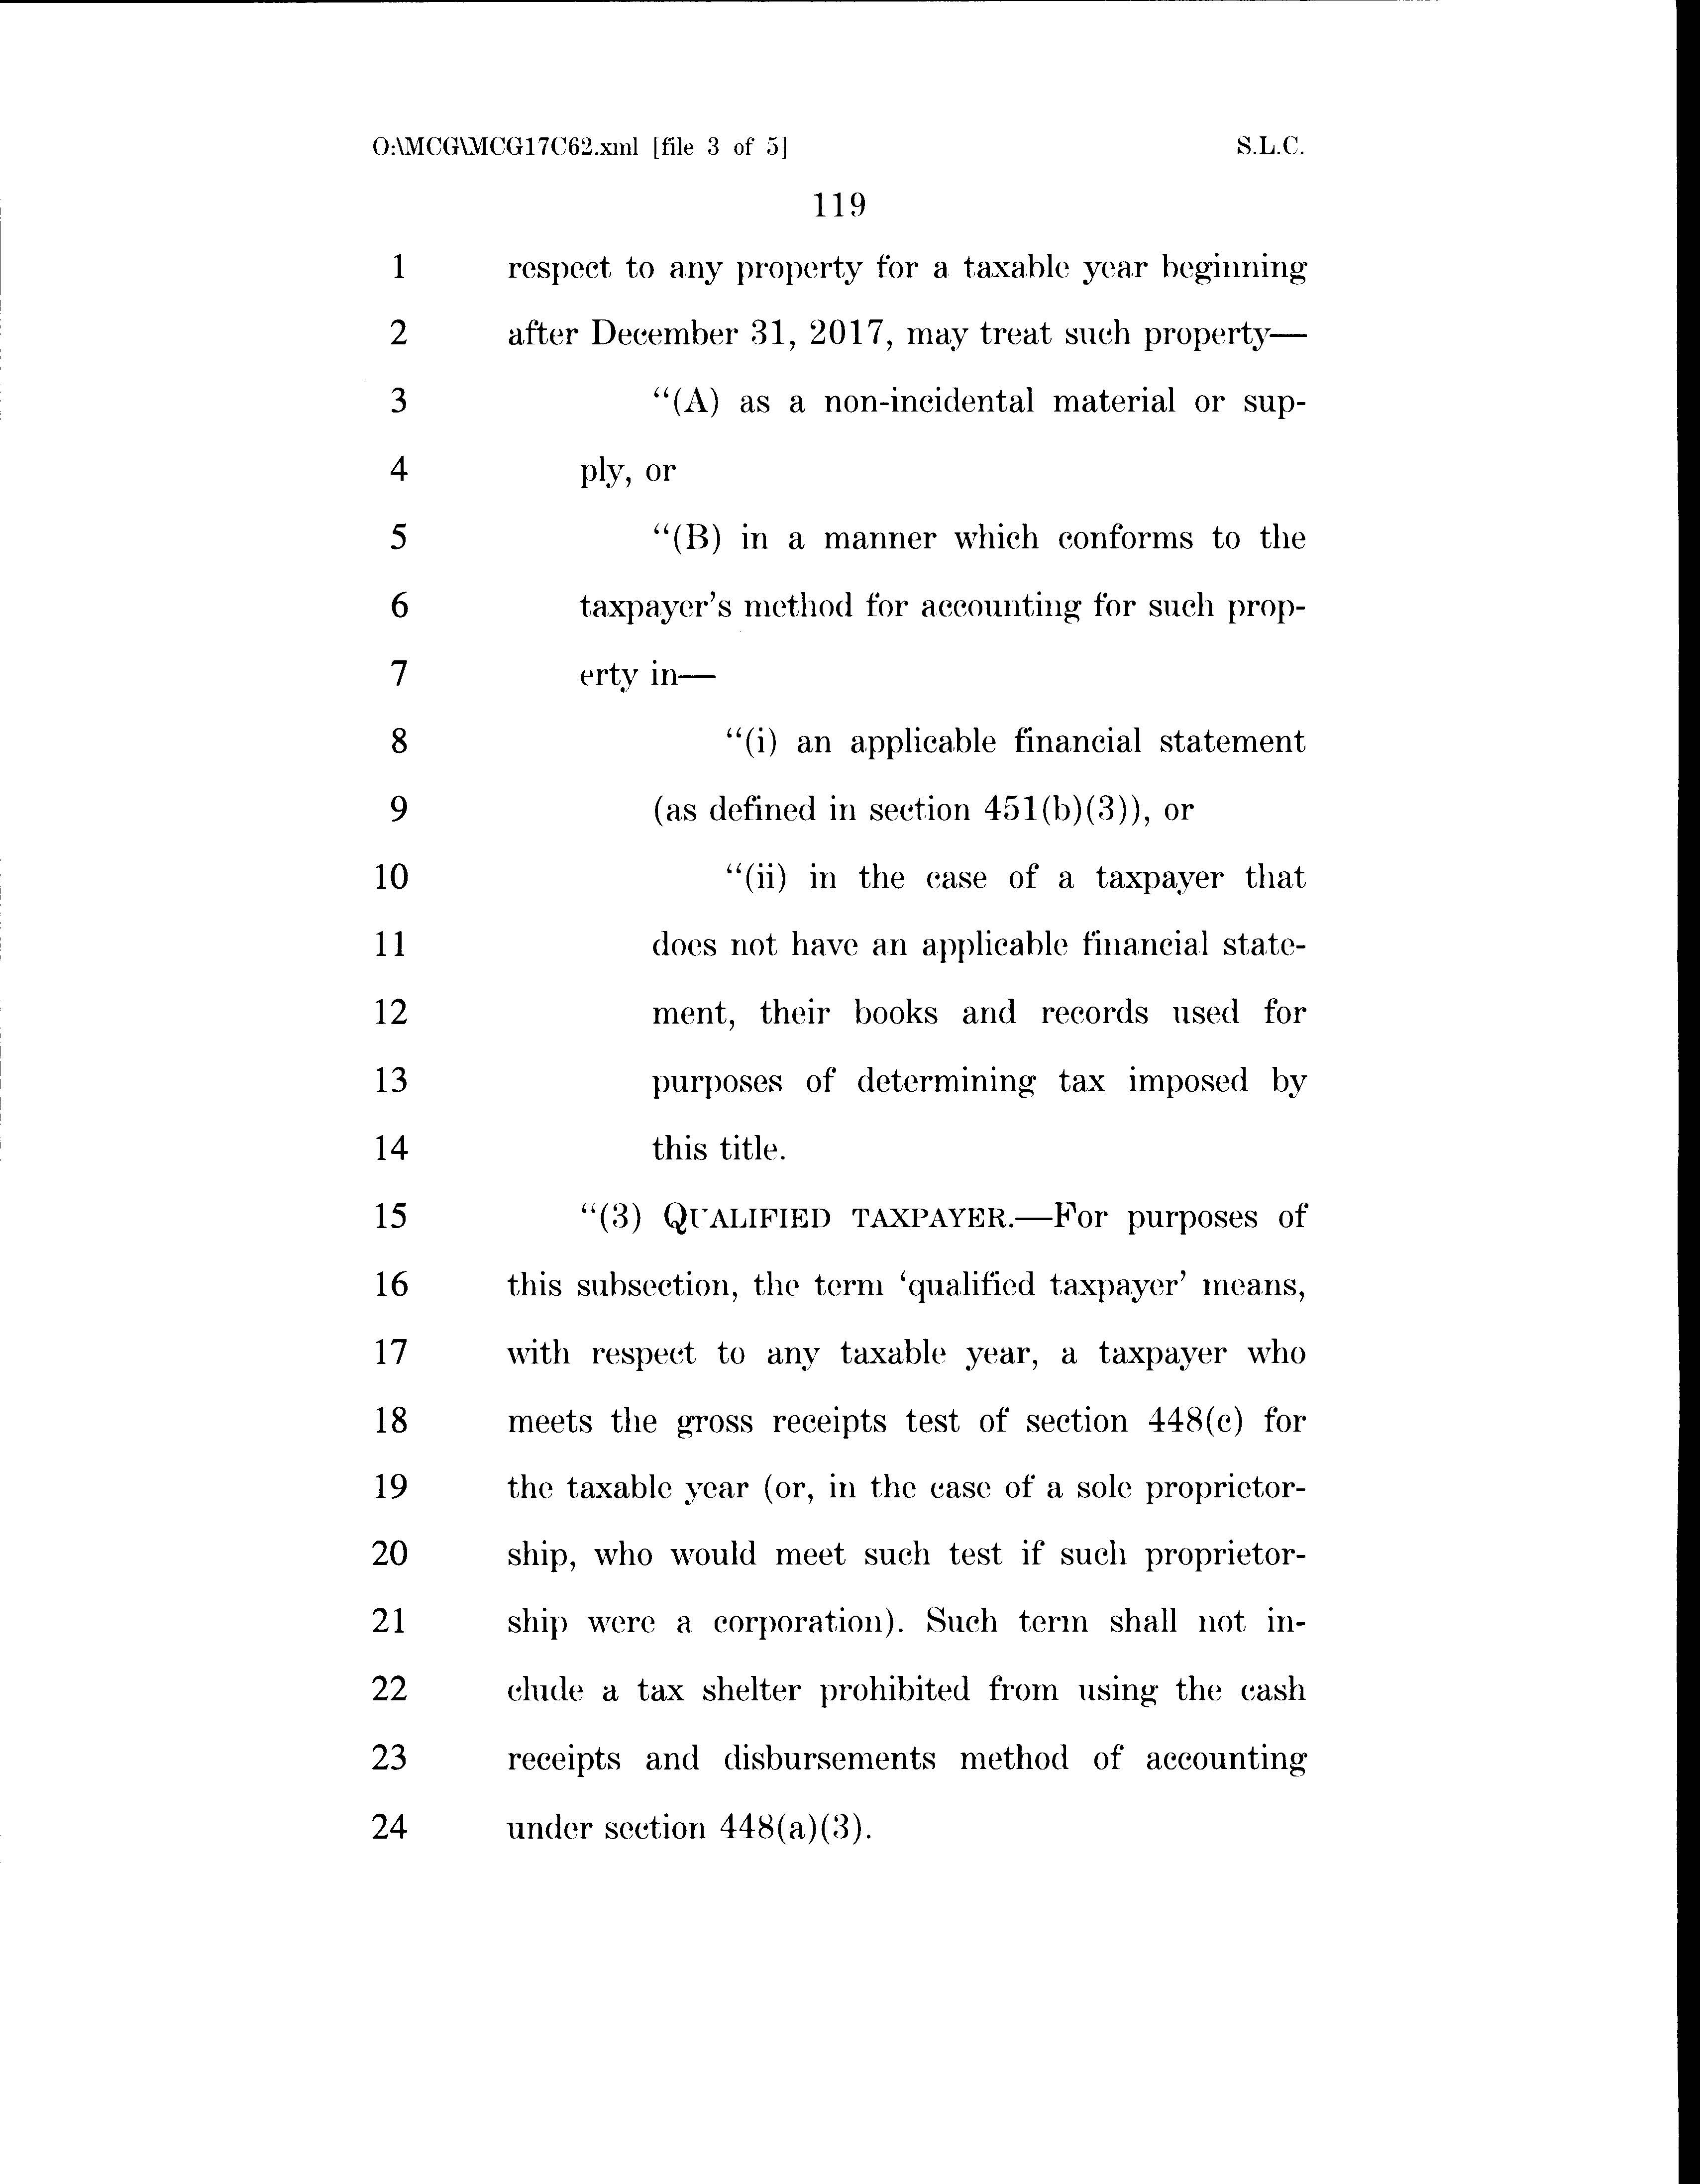 O:\MCG\MCG17C62.xml [file 3 of 5] S.L.C.
119
1 respect to any property for a taxable year beginning
2 after December 31, 2017, may treat such property—
3 “(A) as a non-incidental material or sup-
4 ply, or
5 “(B) in a manner which conforms to the
6 taxpayer’s method for accounting for such prop-
7 erty in—
8 “(i) an applicable financial statement
9 (as defined in section 451(b)(3)), or
10 “(ii) in the case of a taxpayer that
11 does not have an applicable financial state-
12 ment, their books and records used for
13 purposes of determining tax imposed by
14 this title.
15 “(3) QUALIFIED TAXPAYER.—For purposes of
16 this subsection, the term ‘qualified taxpayer’ means,
17 with respect to any taxable year, a taxpayer who
18 meets the gross receipts test of section 448(c) for
19 the taxable year (or, in the case of a sole proprietor-
20 ship, who would meet such test if such proprietor-
21 ship were a corporation). Such term shall not in-
22 clude a tax shelter prohibited from using the cash
23 receipts and disbursements method of accounting
24 under section 448(a)(3).